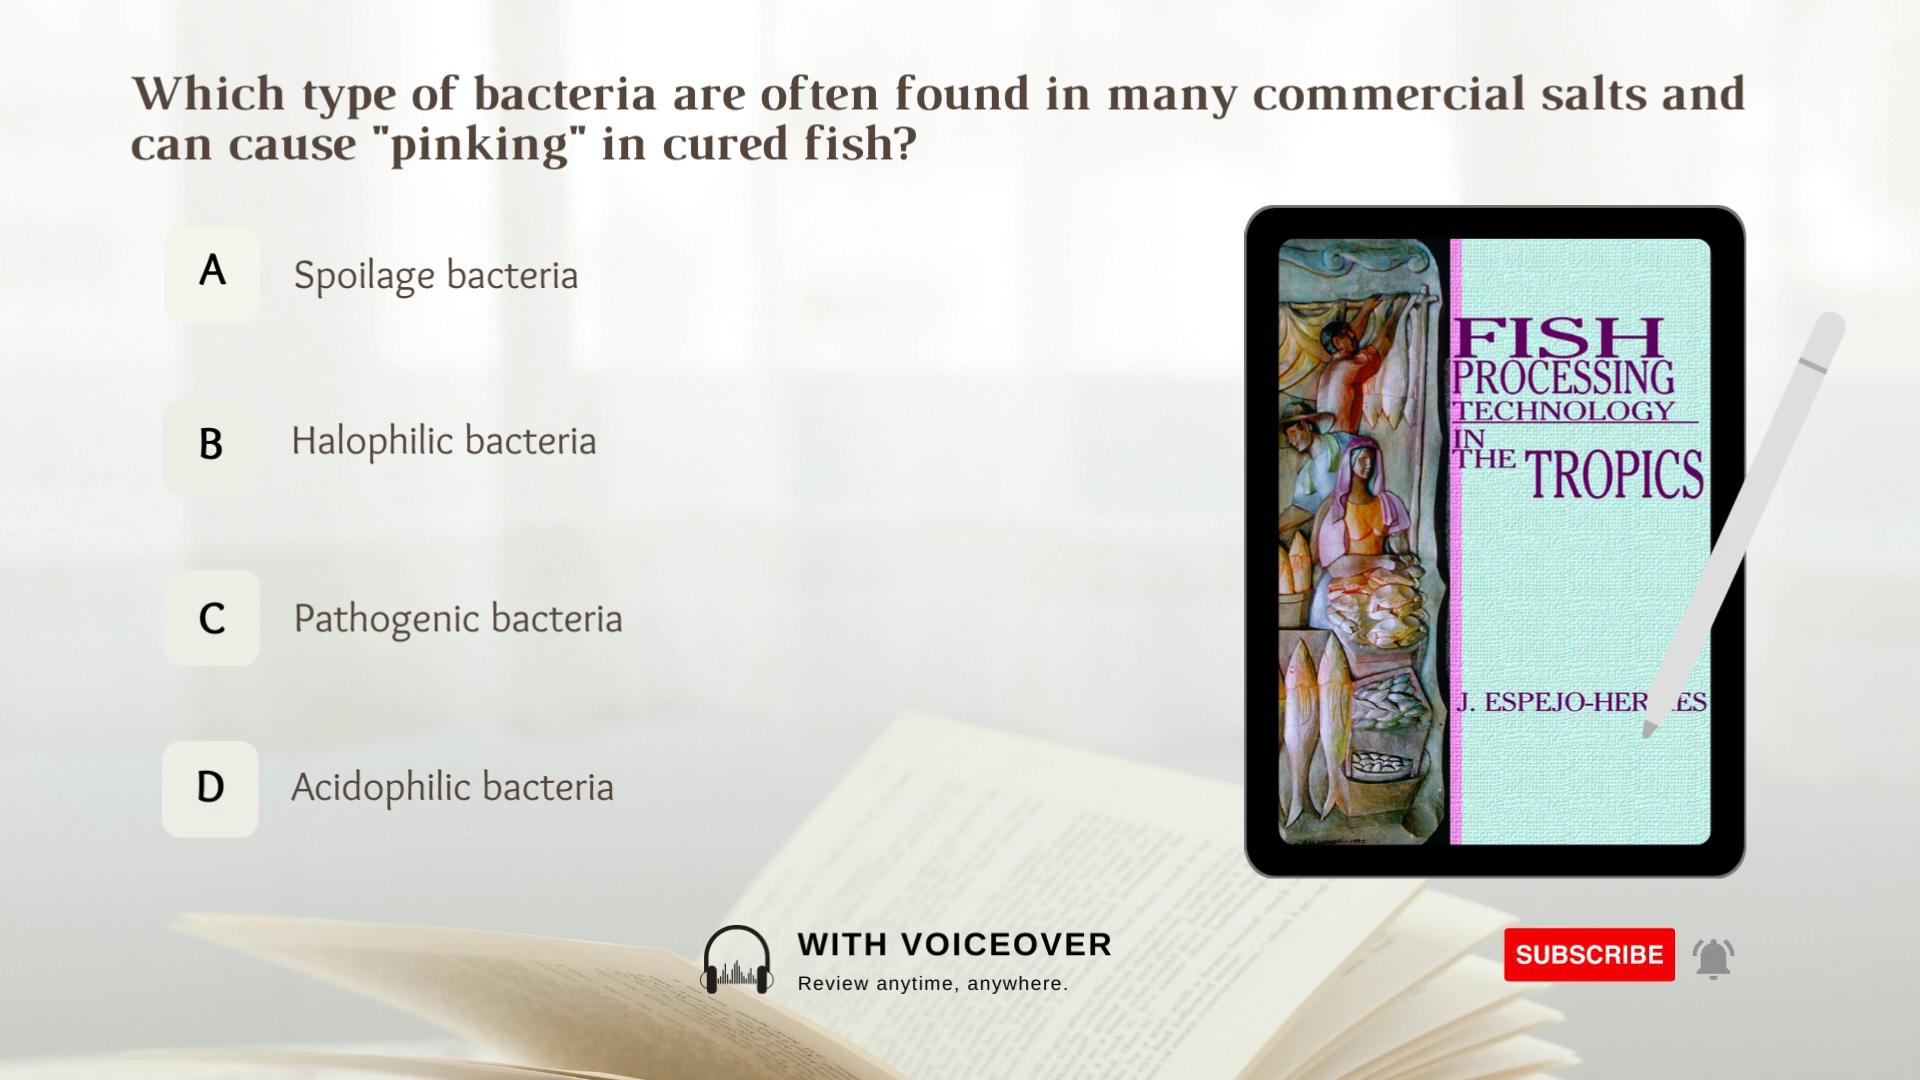 Which type of bacteria are often found in many commercial salts and
can cause "pinking" in cured fish?
A Spoilage bacteria
B Halophilic bacteria
C Pathogenic bacteria
D Acidophilic bacteria
FISH
PROCESSING
TECHNOLOGY
IN
THE TROPICS
J.
WITH VOICEOVER
Review anytime, anywhere.
SUBSCRIBE